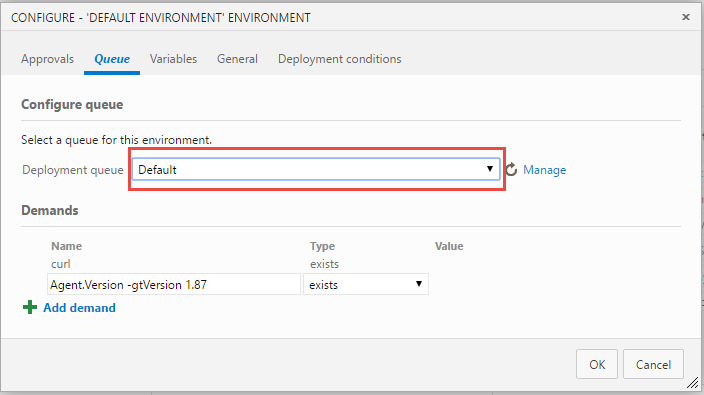 CONFIGURE - 'DEFAULT ENVIRONMENT' ENVIRONMENT
Approvals Queue Variables General Deployment conditions
Configure queue
Select a queue for this environment.
Deployment queue Default Manage
Demands
Name Type Value
curl exists
Agent.Version -gtVersion 1.87 exists
Add demand
OK Cancel